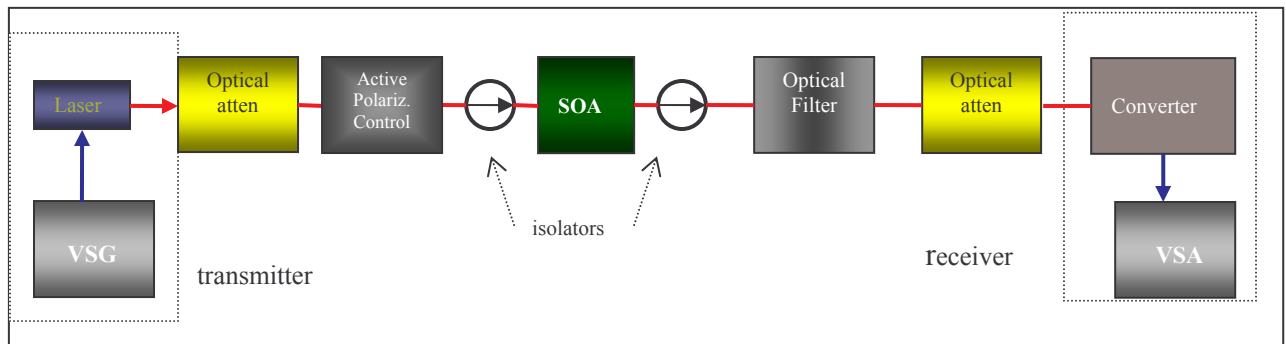 Laser
Optical
atten
Active
Polariz.
Control
SOA
Optical
Filter
Optical
atten
Converter
VSG
VSA
isolators
transmitter
receiver